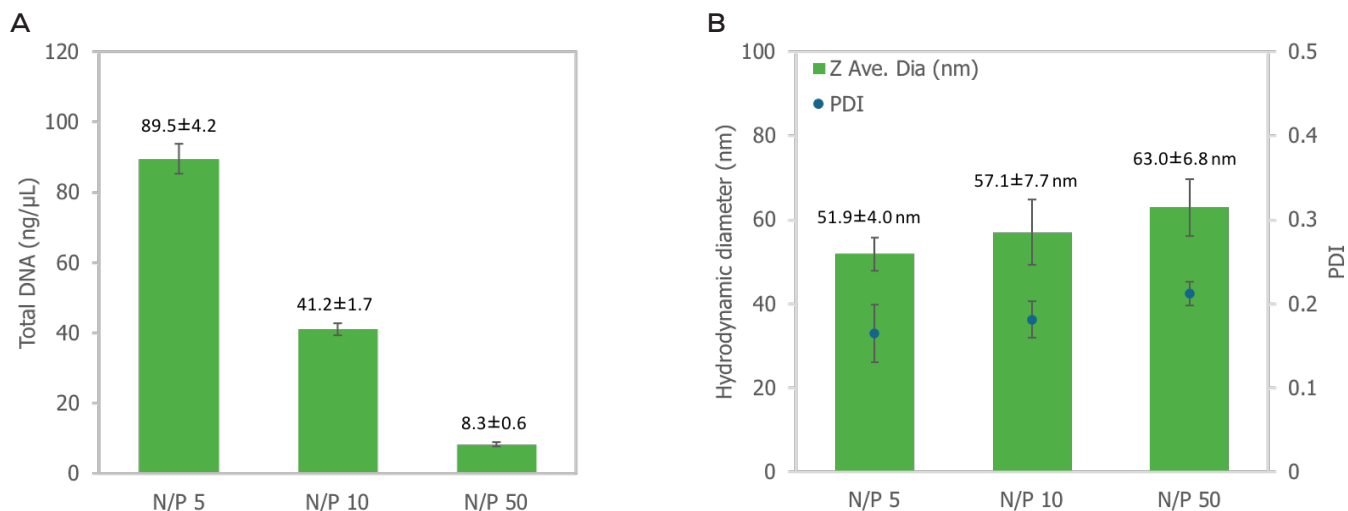 A
Total DNA (ng/µL)
120
100
80
60
40
20
0
89.5±4.2
41.2±1.7
8.3±0.6
N/P 5
N/P 10
N/P 50
B
Hydrodynamic diameter (nm)
100
80
60
40
20
0
Z Ave. Dia (nm)
PDI
51.9±4.0 nm
57.1±7.7 nm
63.0±6.8 nm
0.5
0.4
0.3
0.2
0.1
0
PDI
N/P 5
N/P 10
N/P 50